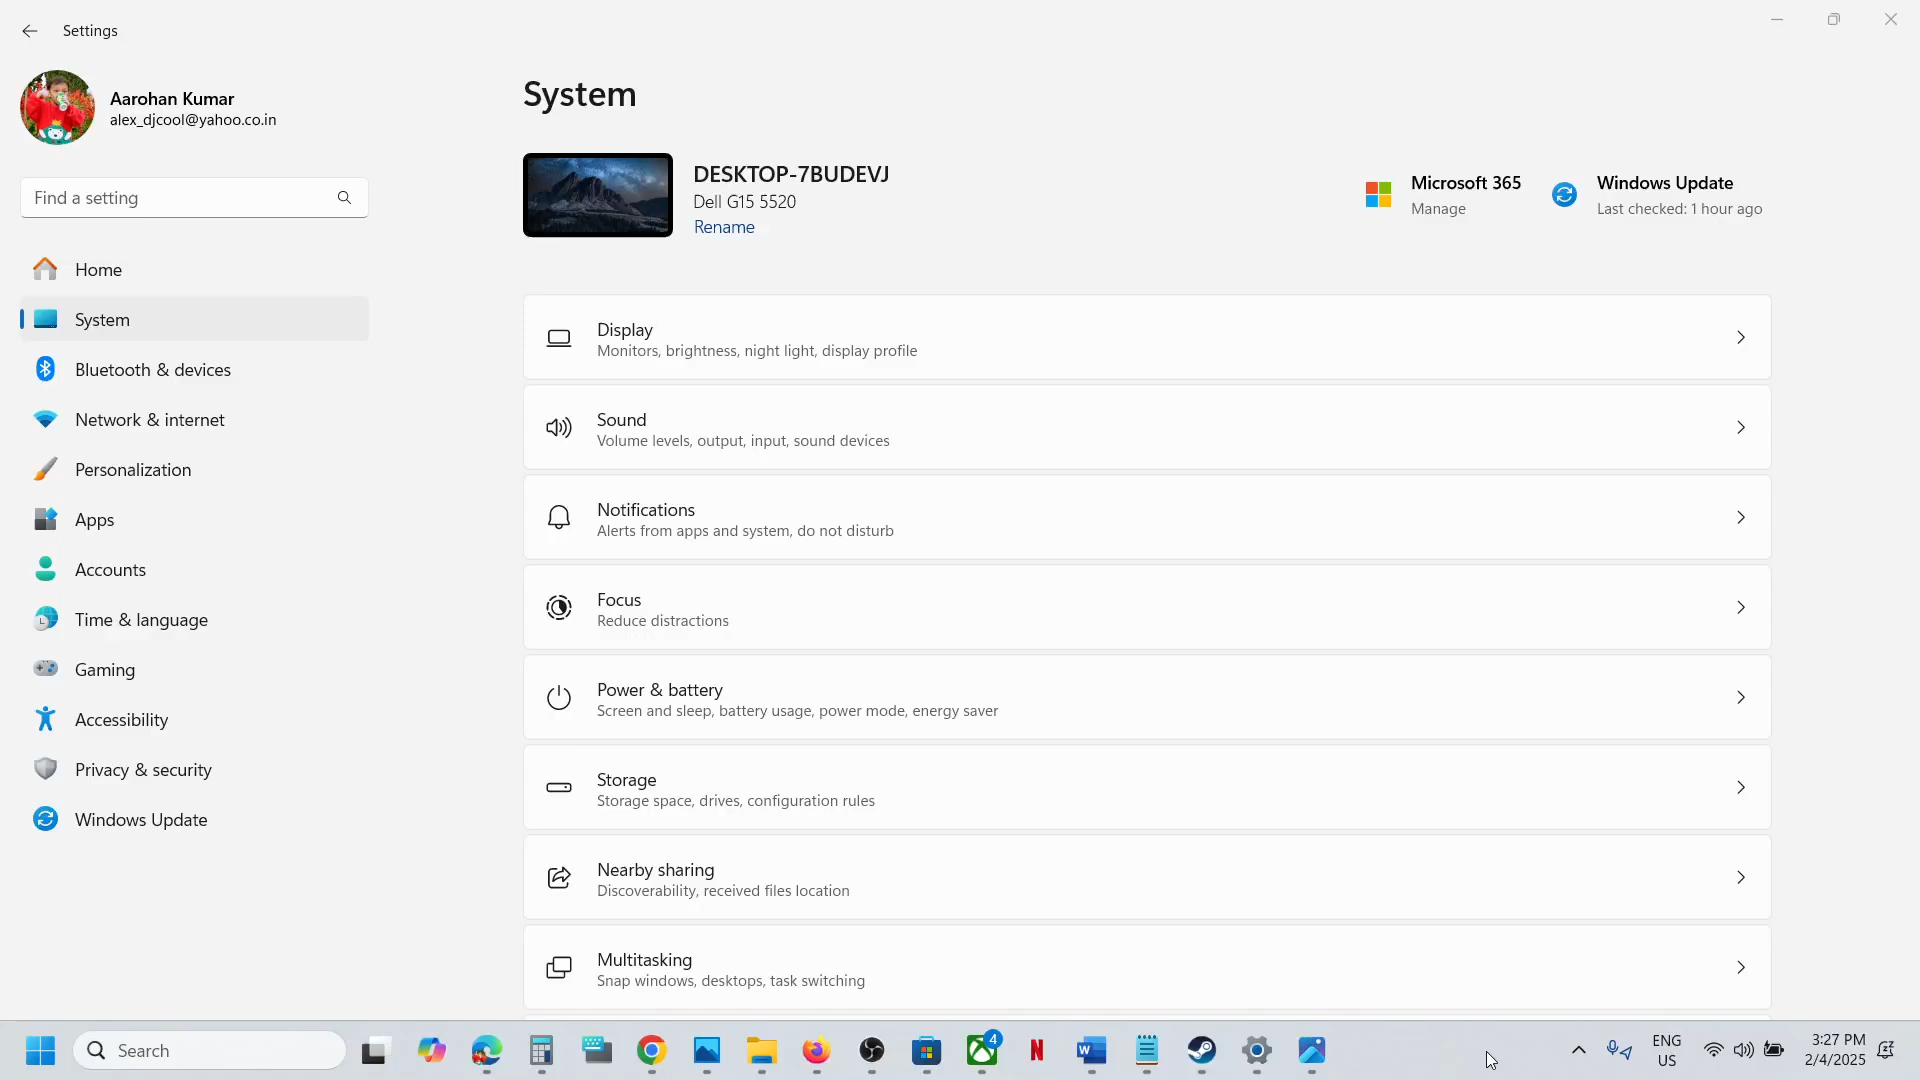 Settings
Aarohan Kumar
alex_djcool@yahoo.co.in
Find a setting
Home
System
Bluetooth & devices
Network & internet
Personalization
Apps
Accounts
Time & language
Gaming
Accessibility
Privacy & security
Windows Update
System
DESKTOP-7BUDEVJ
Dell G15 5520
Rename
Microsoft 365
Manage
Windows Update
Last checked: 1 hour ago
Display
Monitors, brightness, night light, display profile
Sound
Volume levels, output, input, sound devices
Notifications
Alerts from apps and system, do not disturb
Focus
Reduce distractions
Power & battery
Screen and sleep, battery usage, power mode, energy saver
Storage
Storage space, drives, configuration rules
Nearby sharing
Discoverability, received files location
Multitasking
Snap windows, desktops, task switching
Search
4
N
W
ENG
US
3:27 PM
2/4/2025